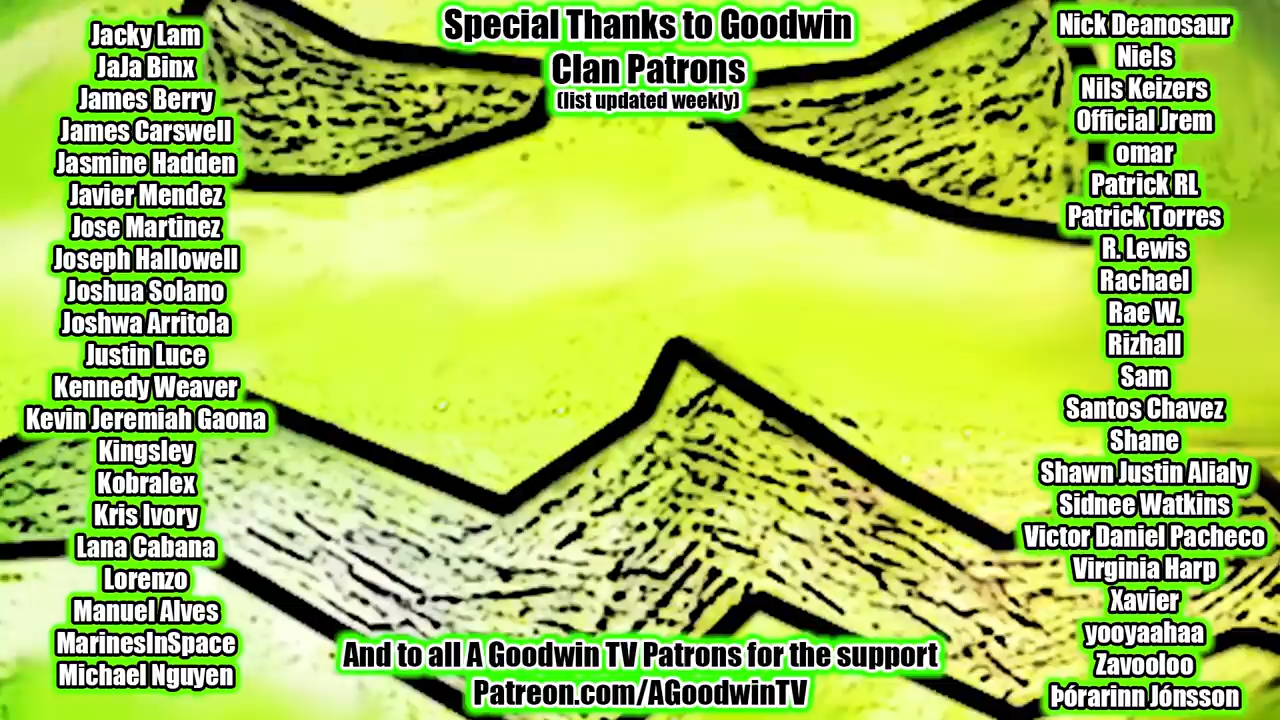 Special Thanks to Goodwin
Clan Patrons
(list updated weekly)
Jacky Lam
JaJa Binx
James Berry
James Carswell
Jasmine Hadden
Javier Mendez
Jose Martinez
Joseph Hallowell
Joshua Solano
Joshwa Arritola
Justin Luce
Kennedy Weaver
Kevin Jeremiah Gaona
Kingsley
Kobralex
Kris Ivory
Lana Cabana
Lorenzo
Manuel Alves
MarinesInSpace
Michael Nguyen
Nick Deanosaur
Niels
Nils Keizers
Official Jrem
omar
Patrick RL
Patrick Torres
R. Lewis
Rachael
Rae W.
Rizhall
Sam
Santos Chavez
Shane
Shawn Justin Alialy
Sidnee Watkins
Victor Daniel Pacheco
Virginia Harp
Xavier
yooyaahaa
Zavooloo
Þórarinn Jónsson
And to all A Goodwin TV Patrons for the support
Patreon.com/AGoodwinTV